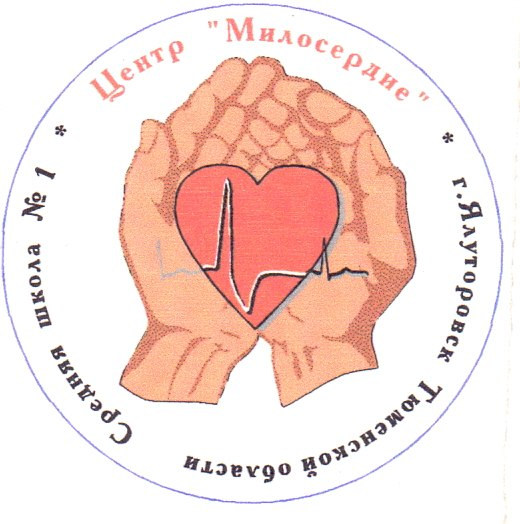 Центр "Милосердие"
Средняя школа № 1 *
* г.Ялуторовск Тюменской области